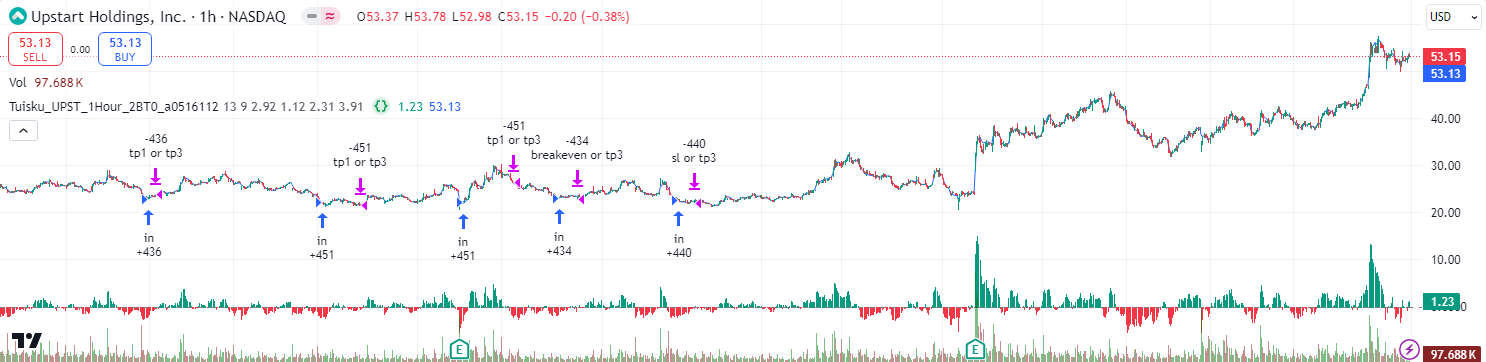 Upstart Holdings, Inc. · 1h · NASDAQ O53.37 H53.78 L52.98 C53.15 −0.20 (−0.38%)
USD
53.13
SELL
0.00
53.13
BUY
Vol 97.688K
Tuisku_UPST_1Hour_2BT0_a0516112 13 9 2.92 1.12 2.31 3.91 {} 1.23 53.13
53.15
53.13
40.00
30.00
20.00
10.00
1.23
97.688K
-436
tp1 or tp3
-451
tp1 or tp3
-451
tp1 or tp3
-434
breakeven or tp3
-440
sl or tp3
in
+436
in
+451
in
+451
in
+434
in
+440
E
E